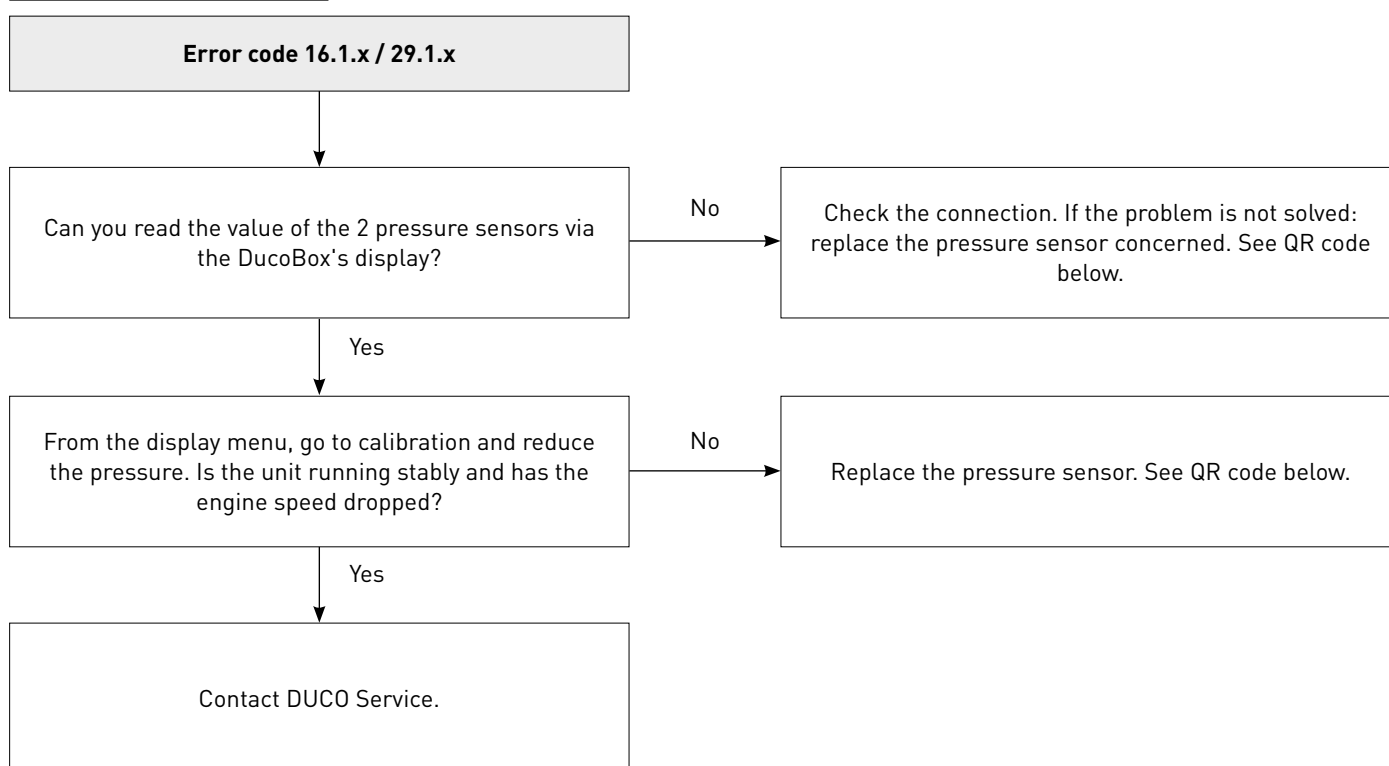 Error code 16.1.x / 29.1.x
Can you read the value of the 2 pressure sensors via
the DucoBox's display?
No
Check the connection. If the problem is not solved:
replace the pressure sensor concerned. See QR code
below.
Yes
From the display menu, go to calibration and reduce
the pressure. Is the unit running stably and has the
engine speed dropped?
No
Replace the pressure sensor. See QR code below.
Yes
Contact DUCO Service.